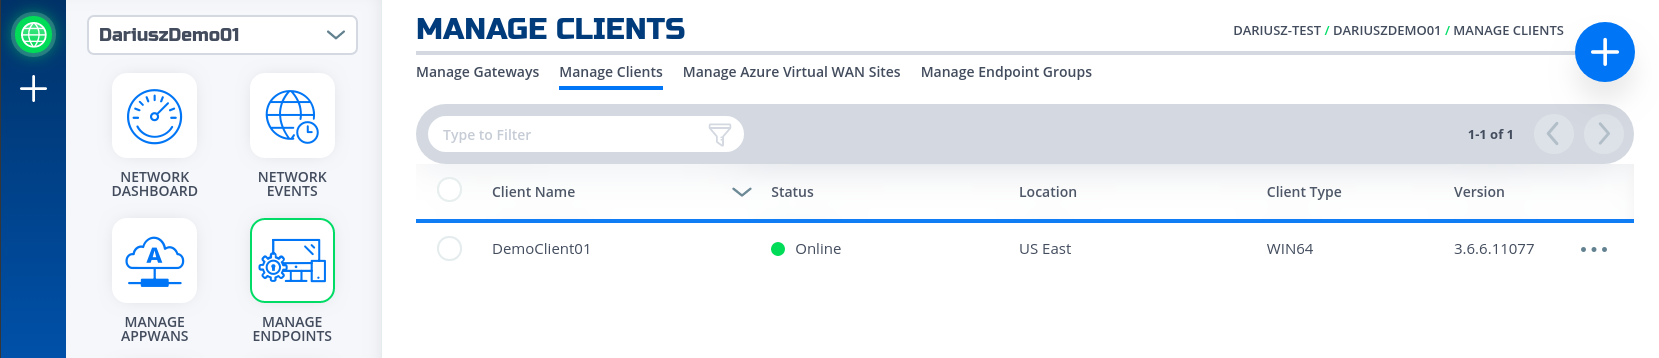 DariuszDemo01
NETWORK
DASHBOARD
NETWORK
EVENTS
A
MANAGE
APPWANS
MANAGE
ENDPOINTS
MANAGE CLIENTS
DARIUSZ-TEST / DARIUSZDEMO01 / MANAGE CLIENTS
Manage Gateways Manage Clients Manage Azure Virtual WAN Sites Manage Endpoint Groups
Type to Filter
1-1 of 1
Client Name Status Location Client Type Version
DemoClient01 Online US East WIN64 3.6.6.11077